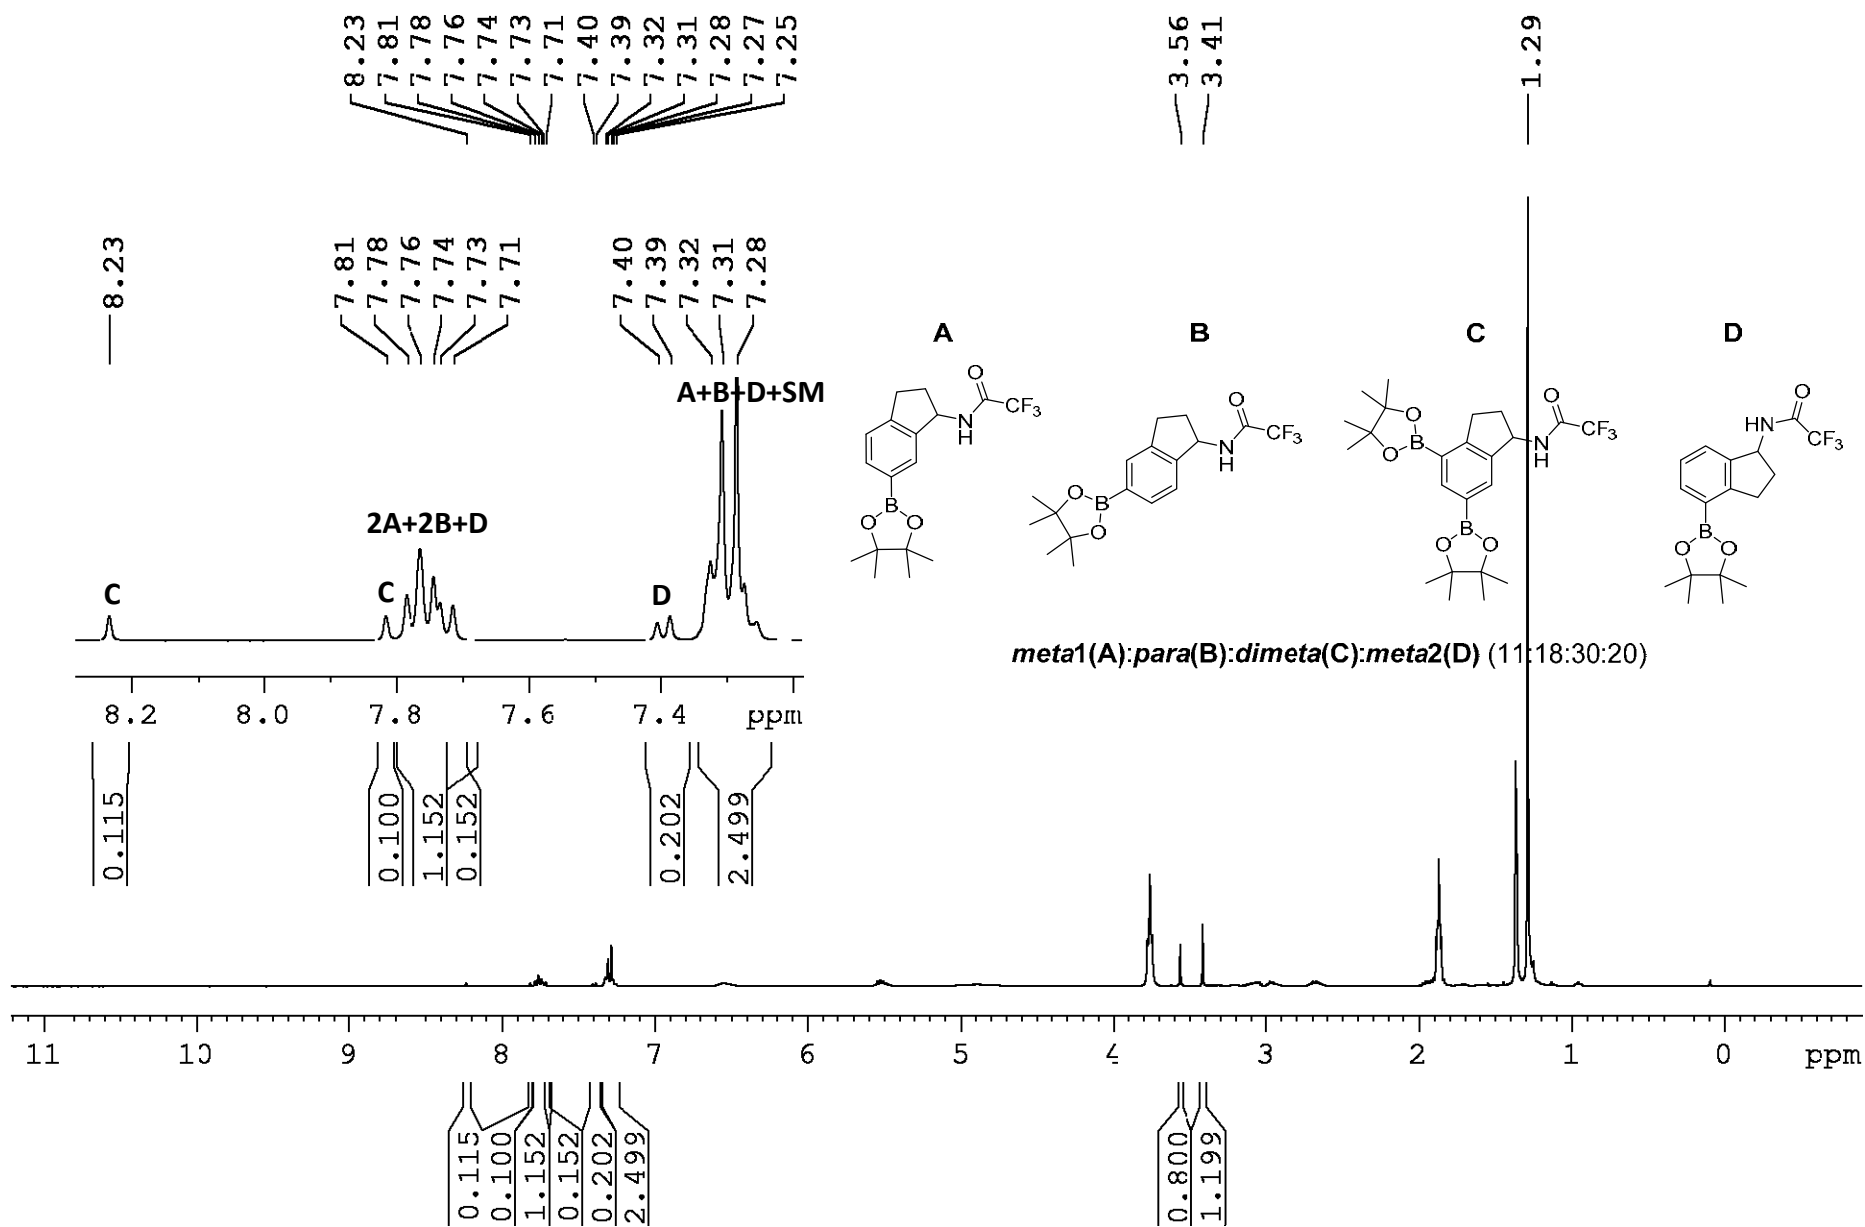 8.23 7.81 7.78 7.76 7.74 7.73 7.71 7.40 7.39 7.32 7.31 7.28 7.27 7.25
3.56 3.41
1.29
8.23
7.81 7.78 7.76 7.74 7.73 7.71
7.40 7.39 7.32 7.31 7.28
A+B+D+SM
2A+2B+D
C
C
D
8.2 8.0 7.8 7.6 7.4 ppm
0.115 0.100 1.152 0.152 0.202 2.499
A
O
N
H
CF3
B
O O
B
O
N
H
CF3
O
B
O
C
O
B
O
O
N
H
CF3
B
O O
D
O
HN
CF3
B
O O
meta1(A):para(B):dimeta(C):meta2(D) (11:18:30:20)
11 10 9 8 7 6 5 4 3 2 1 0 ppm
0.115 0.100 1.152 0.152 0.202 2.499
0.800 1.199